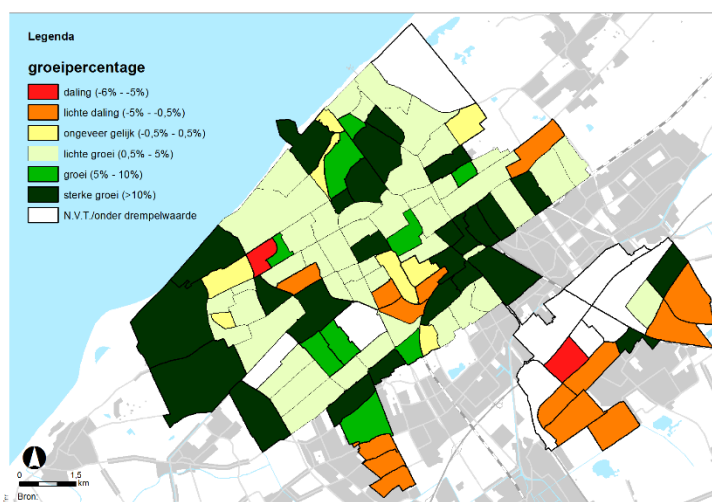 Legenda
groeipercentage
daling (-6% - -5%)
lichte daling (-5% - -0,5%)
ongeveer gelijk (-0,5% - 0,5%)
lichte groei (0,5% - 5%)
groei (5% - 10%)
sterke groei (>10%)
N.V.T./onder drempelwaarde
0 1,5
km
Bron: